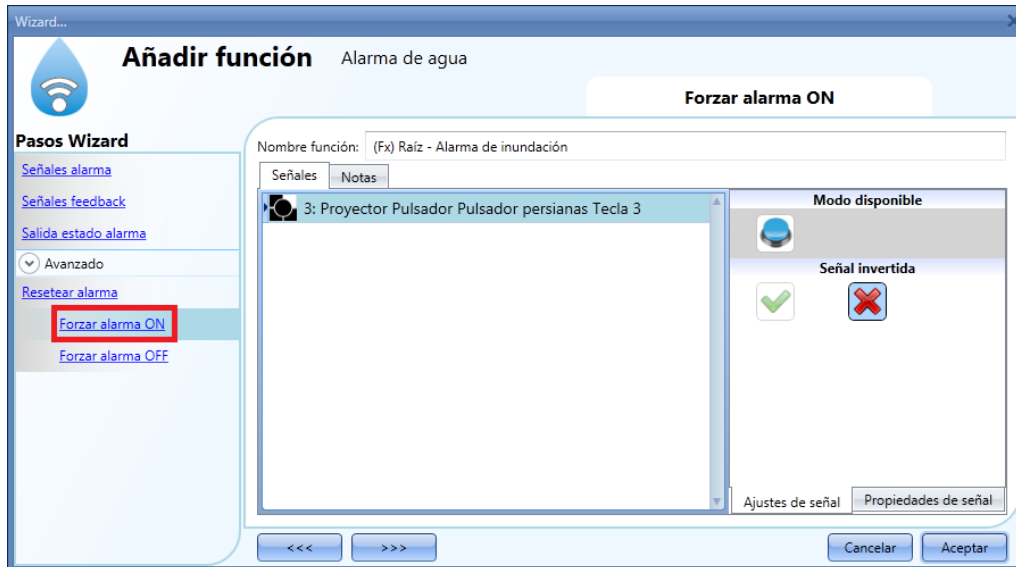 Wizard...
Añadir función
Alarma de agua
Forzar alarma ON
Pasos Wizard
Señales alarma
Señales feedback
Salida estado alarma
Avanzado
Resetear alarma
Forzar alarma ON
Forzar alarma OFF
Nombre función: (Fx) Raíz - Alarma de inundación
Señales Notas
3: Proyector Pulsador Pulsador persianas Tecla 3
Modo disponible
Señal invertida
Ajustes de señal Propiedades de señal
<<< >>> Cancelar Aceptar